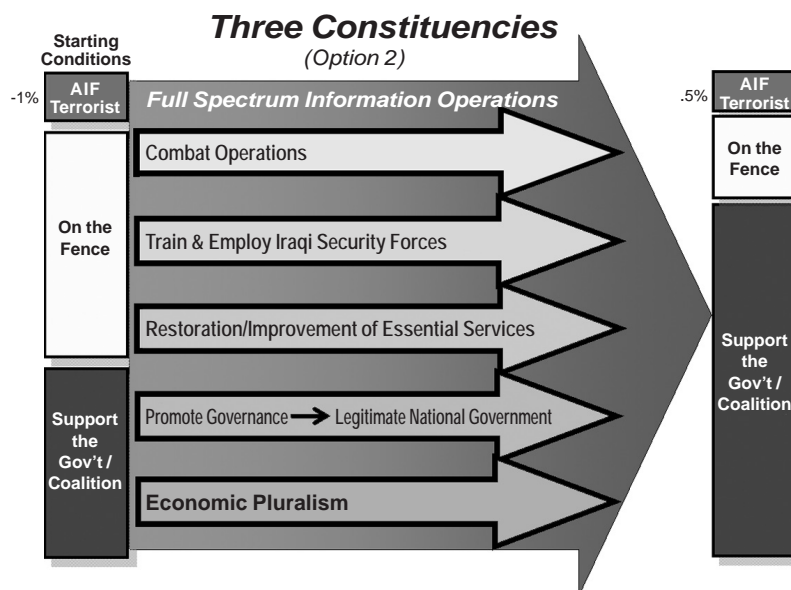 Three Constituencies
(Option 2)
Starting
Conditions
-1%
AIF
Terrorist
On the
Fence
Support
the
Gov't /
Coalition
Full Spectrum Information Operations
Combat Operations
Train & Employ Iraqi Security Forces
Restoration/Improvement of Essential Services
Promote Governance → Legitimate National Government
Economic Pluralism
.5%
AIF
Terrorist
On the
Fence
Support
the
Gov't /
Coalition